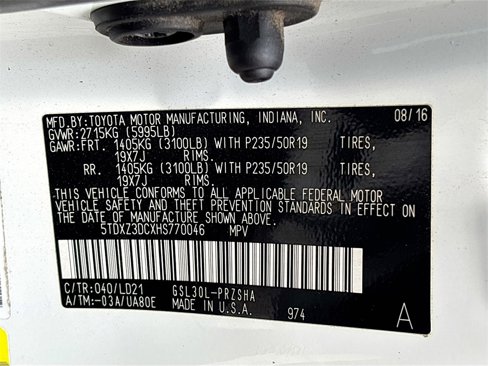 MFD.BY:TOYOTA MOTOR MANUFACTURING, INDIANA, INC. 08/16
GVWR:2715KG (5995LB)
GAWR:FRT. 1405KG (3100LB) WITH P235/50R19 TIRES,
19X7J RIMS.
RR. 1405KG (3100LB) WITH P235/50R19 TIRES,
19X7J RIMS.
THIS VEHICLE CONFORMS TO ALL APPLICABLE FEDERAL MOTOR
VEHICLE SAFETY AND THEFT PREVENTION STANDARDS IN
EFFECT ON THE DATE OF MANUFACTURE SHOWN ABOVE.
5TDXZ3DCXHS770046 MPV
C/TR:040/LD21 GSL30L-PRZSHA
A/TM:-03A/UA80E MADE IN U.S.A. 974 A